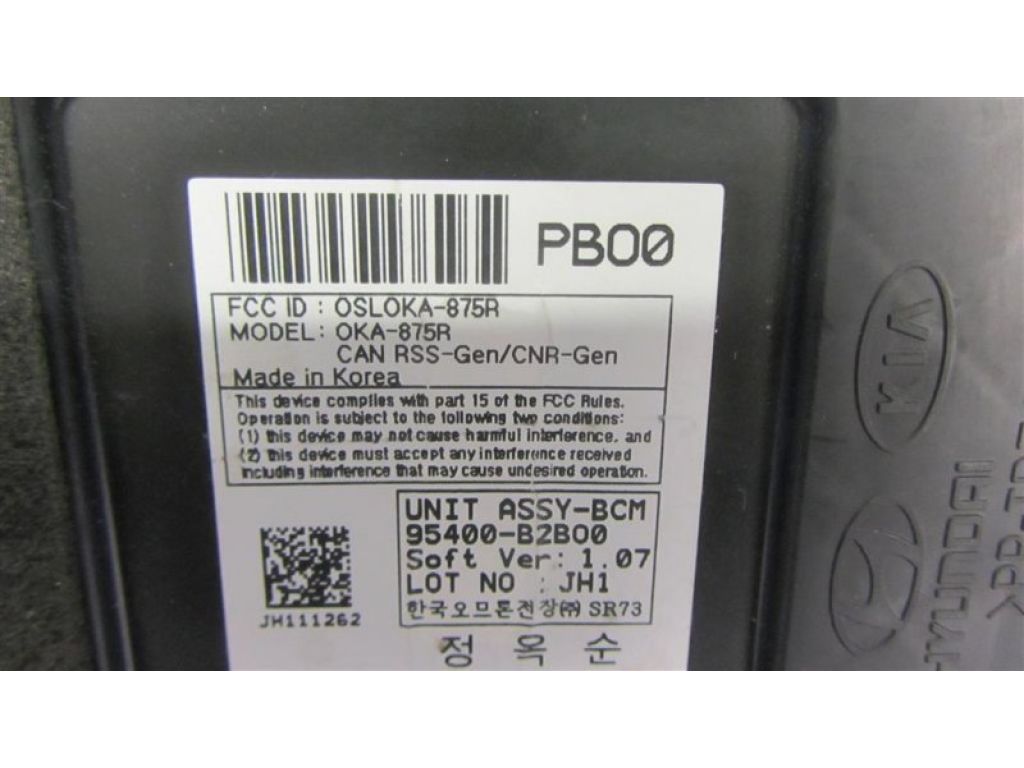 PB00
FCC ID : OSLOKA-875R
MODEL: OKA-875R
CAN RSS-Gen/CNR-Gen
Made in Korea
This device complies with part 15 of the FCC Rules.
Operation is subject to the following two conditions:
(1) this device may not cause harmful interference, and
(2) this device must accept any interference received
including interference that may cause undesired operation.
UNIT ASSY-BCM
95400-B2B00
Soft Ver: 1.07
LOT NO : JH1
한국오므론전장㈜ SR73
JH111262
정 옥 순
KIA
HYUNDAI